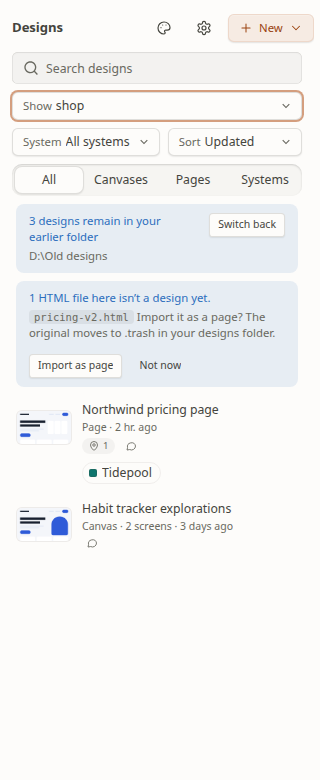 Designs
New
Search designs
Show shop
System All systems
Sort Updated
All
Canvases
Pages
Systems
3 designs remain in your
earlier folder
D:\Old designs
Switch back
1 HTML file here isn't a design yet.
pricing-v2.html Import it as a page? The
original moves to .trash in your designs folder.
Import as page
Not now
Northwind pricing page
Page · 2 hr. ago
1
Tidepool
Habit tracker explorations
Canvas · 2 screens · 3 days ago